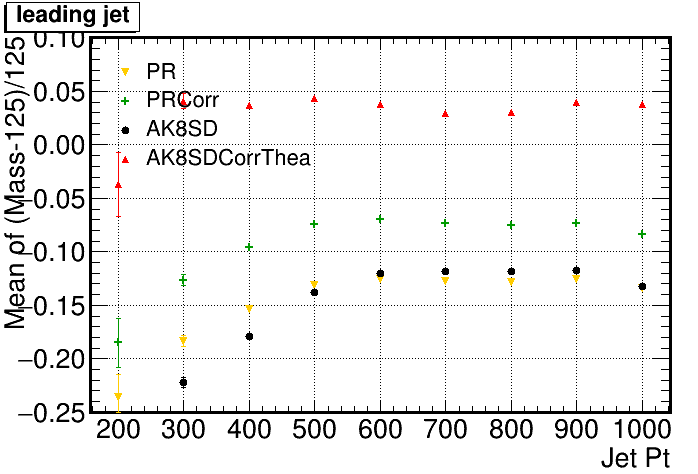 leading jet
Mean of (Mass-125)/125
0.10
0.05
0.00
−0.05
−0.10
−0.15
−0.20
−0.25
PR
PRCorr
AK8SD
AK8SDCorrThea
200 300 400 500 600 700 800 900 1000
Jet Pt